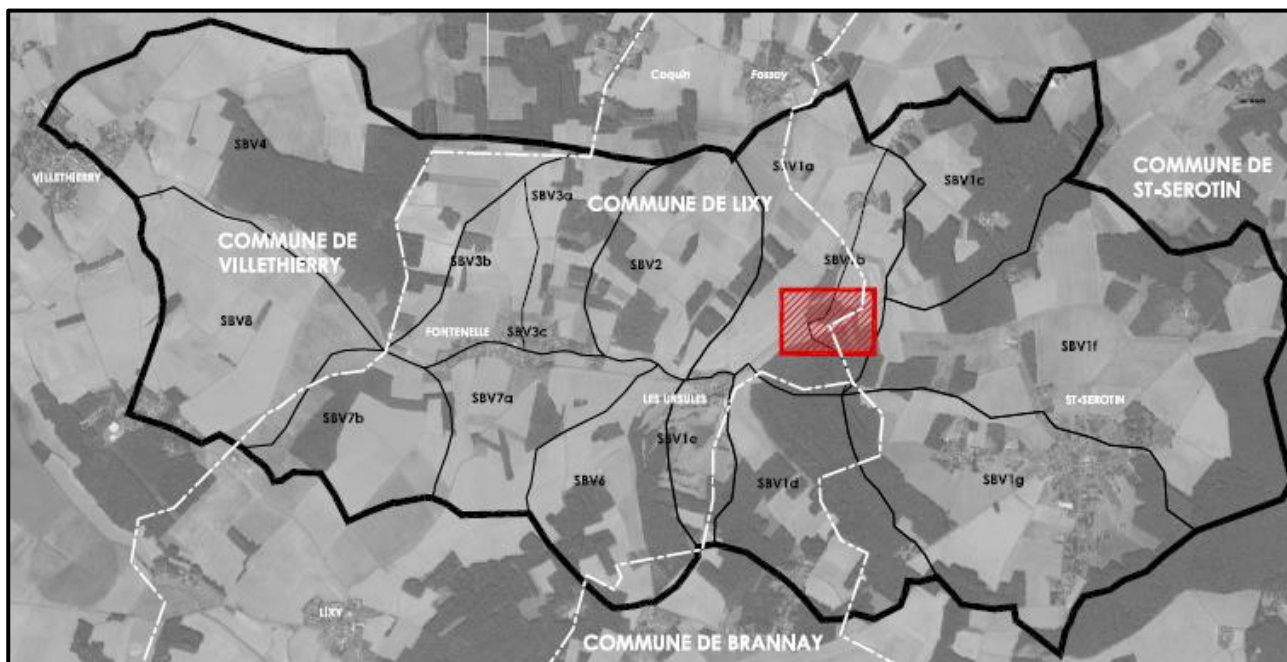 Coquin
Fossoy
SBV4
SBV1a
COMMUNE DE
ST-SEROTIN
VILLETHIERRY
SBV1c
SBV3a
COMMUNE DE LIXY
COMMUNE DE
VILLETHIERRY
SBV3b
SBV2
SBV1b
SBV8
FONTENELLE
SBV3c
SBV1f
SBV7a
LES URSULES
ST-SEROTIN
SBV7b
SBV1e
SBV6
SBV1d
SBV1g
LIXY
COMMUNE DE BRANNAY